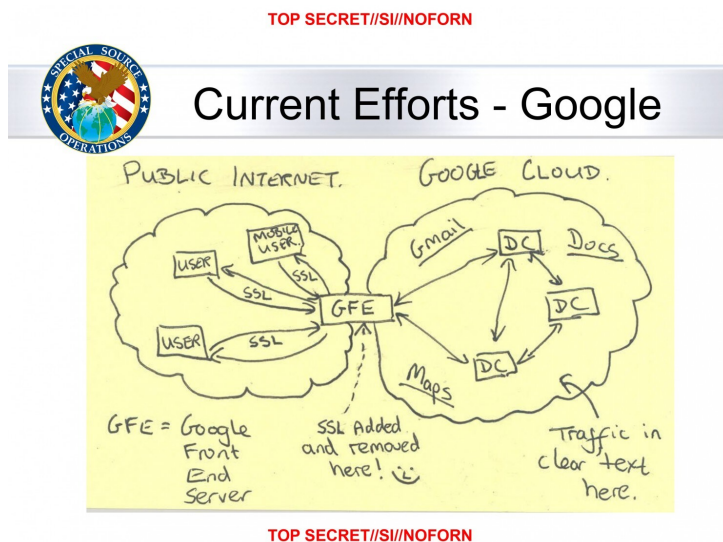 TOP SECRET//SI//NOFORN
SPECIAL SOURCE
OPERATIONS
Current Efforts - Google
PUBLIC INTERNET.
GOOGLE CLOUD.
MOBILE
USER.
USER
SSL
SSL
USER
SSL
GFE
Gmail
DC
Docs
DC
DC
Maps
GFE = Google
Front
End
Server
SSL Added
and removed
here!
Traffic in
clear text
here.
TOP SECRET//SI//NOFORN